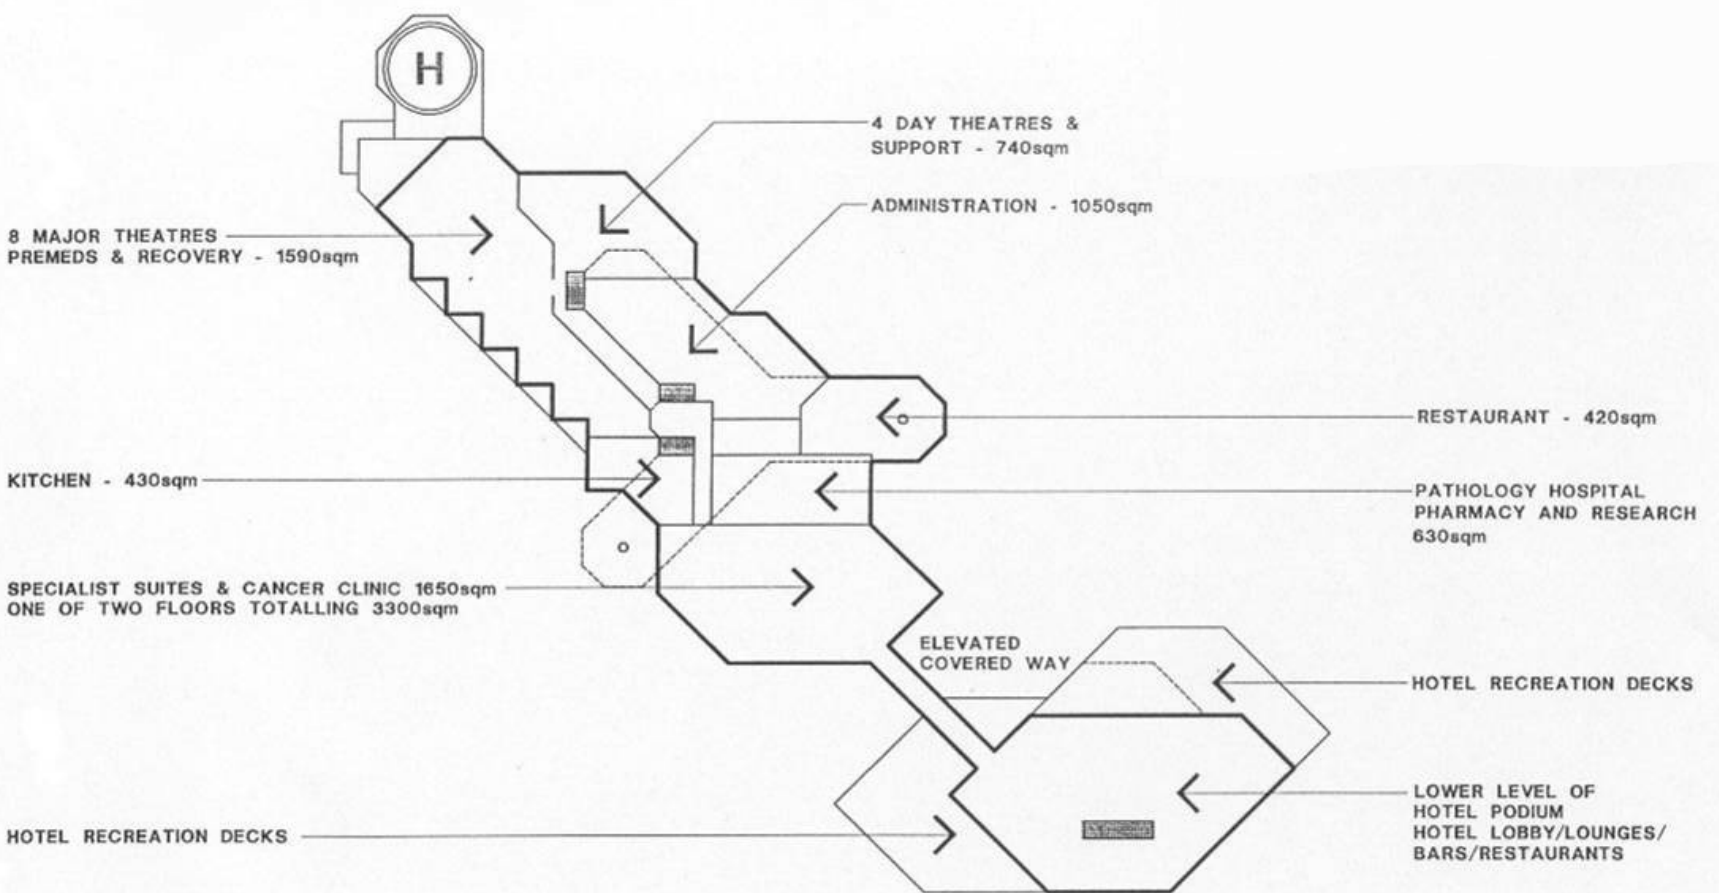 H
4 DAY THEATRES &
SUPPORT - 740sqm
ADMINISTRATION - 1050sqm
8 MAJOR THEATRES
PREMEDS & RECOVERY - 1590sqm
RESTAURANT - 420sqm
KITCHEN - 430sqm
PATHOLOGY HOSPITAL
PHARMACY AND RESEARCH
630sqm
SPECIALIST SUITES & CANCER CLINIC 1650sqm
ONE OF TWO FLOORS TOTALLING 3300sqm
ELEVATED
COVERED WAY
HOTEL RECREATION DECKS
LOWER LEVEL OF
HOTEL PODIUM
HOTEL LOBBY/LOUNGES/
BARS/RESTAURANTS
HOTEL RECREATION DECKS